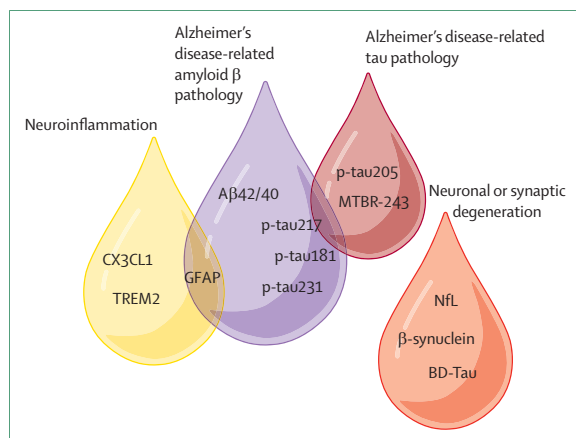 Alzheimer's
disease-related
amyloid β
pathology
Alzheimer's disease-related
tau pathology
Neuroinflammation
Neuronal or synaptic
degeneration
CX3CL1
TREM2
GFAP
Aβ42/40
p-tau217
p-tau181
p-tau231
p-tau205
MTBR-243
NfL
β-synuclein
BD-Tau